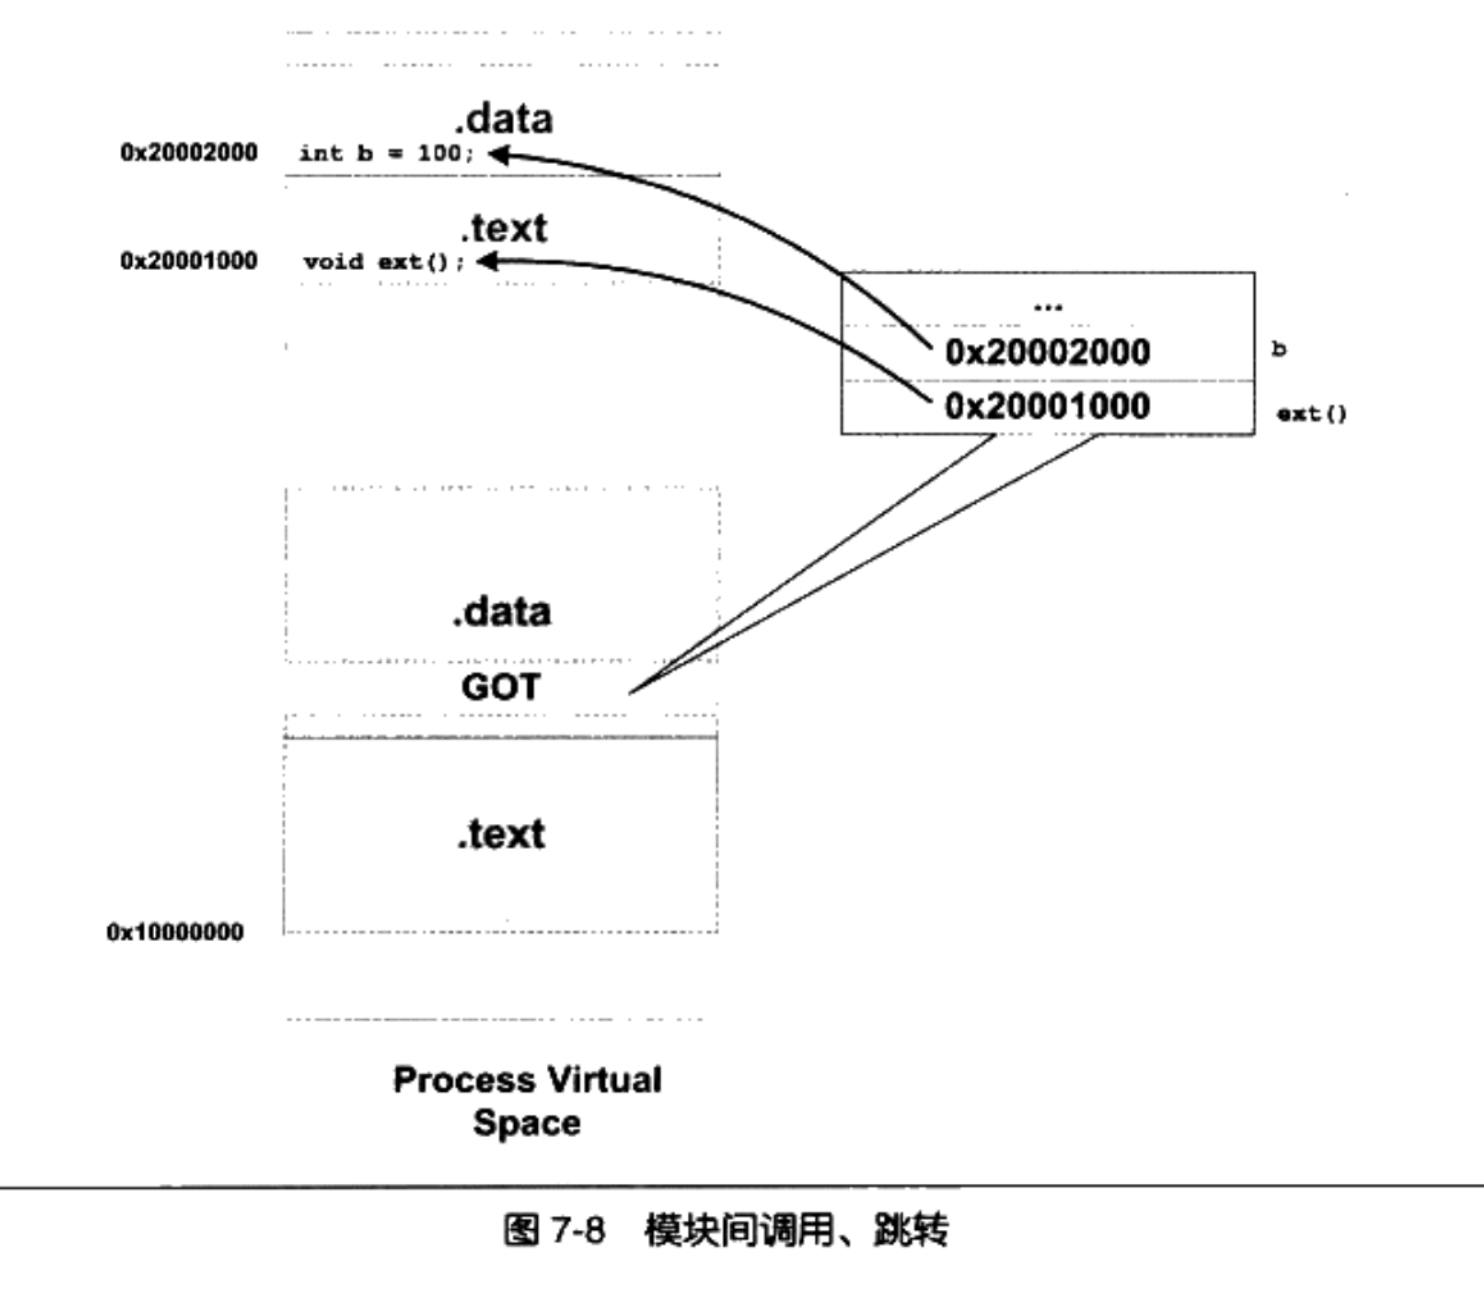 .data
0x20002000 int b = 100;
.text
0x20001000 void ext();
...
0x20002000 b
0x20001000 ext()
.data
GOT
.text
0x10000000
Process Virtual
Space
图 7-8 模块间调用、跳转